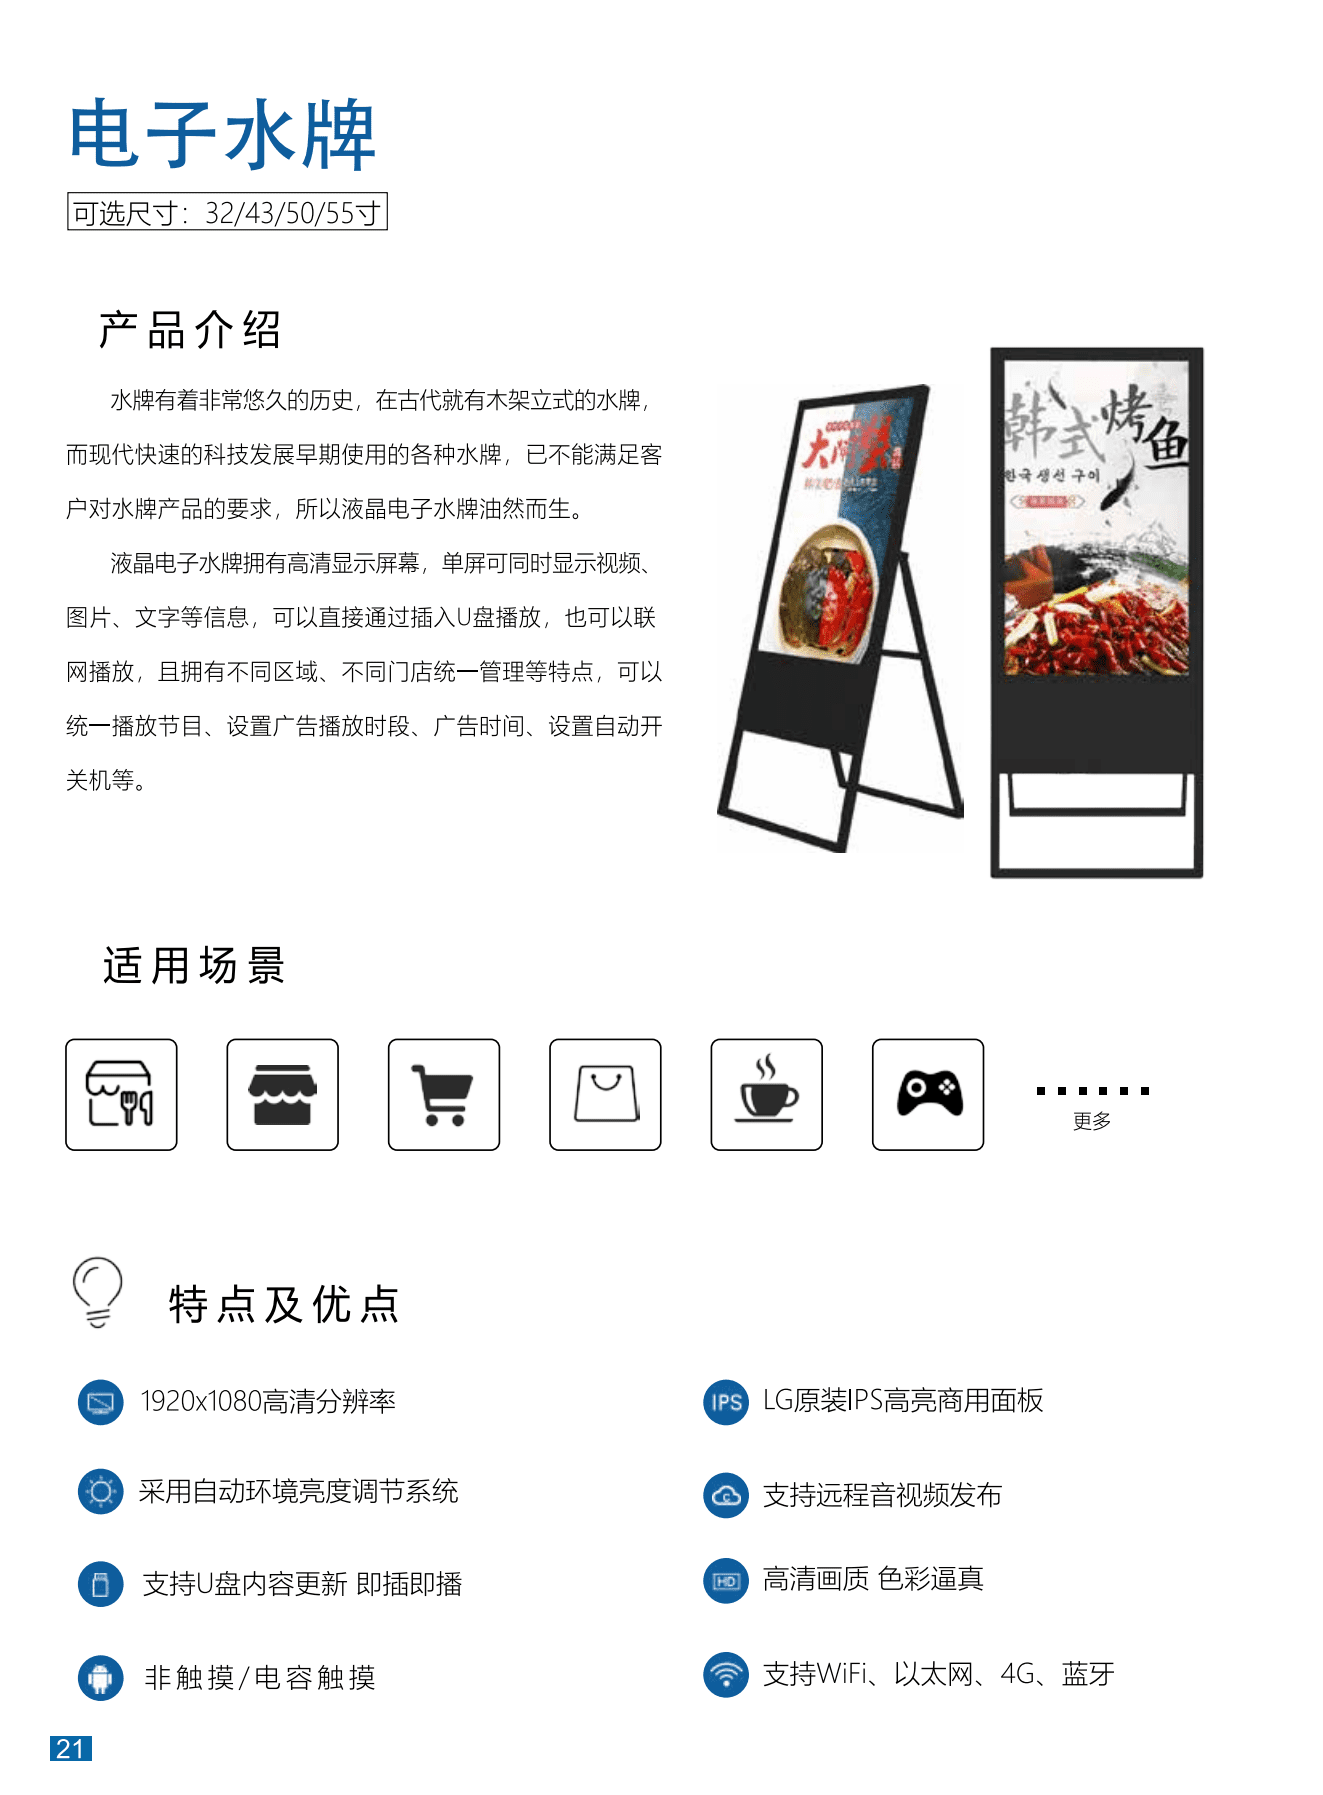 电子水牌
可选尺寸：32/43/50/55寸
产品介绍
水牌有着非常悠久的历史，在古代就有木架立式的水牌，
而现代快速的科技发展早期使用的各种水牌，已不能满足客
户对水牌产品的要求，所以液晶电子水牌油然而生。
液晶电子水牌拥有高清显示屏幕，单屏可同时显示视频、
图片、文字等信息，可以直接通过插入U盘播放，也可以联
网播放，且拥有不同区域、不同门店统一管理等特点，可以
统一播放节目、设置广告播放时段、广告时间、设置自动开
关机等。
大闸蟹
韩式烤鱼
한국 생선 구이
适用场景
更多
特点及优点
1920x1080高清分辨率
IPS LG原装IPS高亮商用面板
采用自动环境亮度调节系统
C 支持远程音视频发布
支持U盘内容更新 即插即播
HD 高清画质 色彩逼真
非触摸/电容触摸
支持WiFi、以太网、4G、蓝牙
21